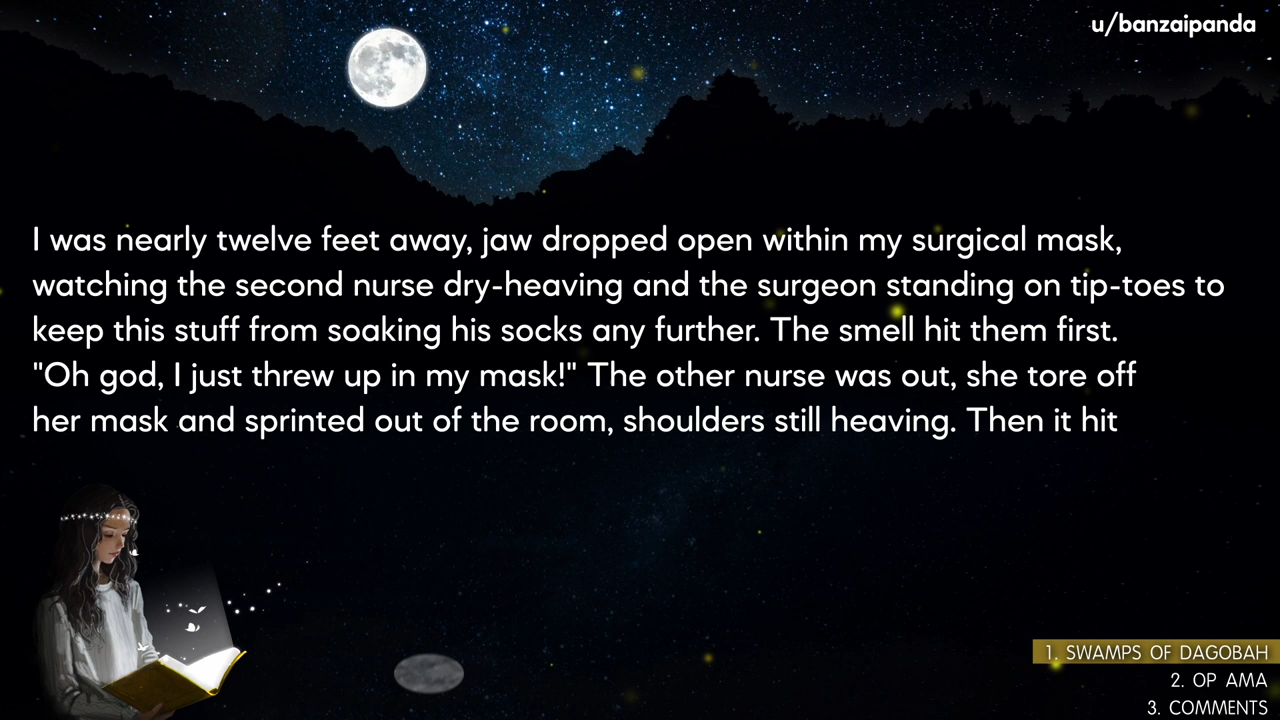 u/banzaipanda
I was nearly twelve feet away, jaw dropped open within my surgical mask,
watching the second nurse dry-heaving and the surgeon standing on tip-toes to
keep this stuff from soaking his socks any further. The smell hit them first.
"Oh god, I just threw up in my mask!" The other nurse was out, she tore off
her mask and sprinted out of the room, shoulders still heaving. Then it hit
1. SWAMPS OF DAGOBAH
2. OP AMA
3. COMMENTS